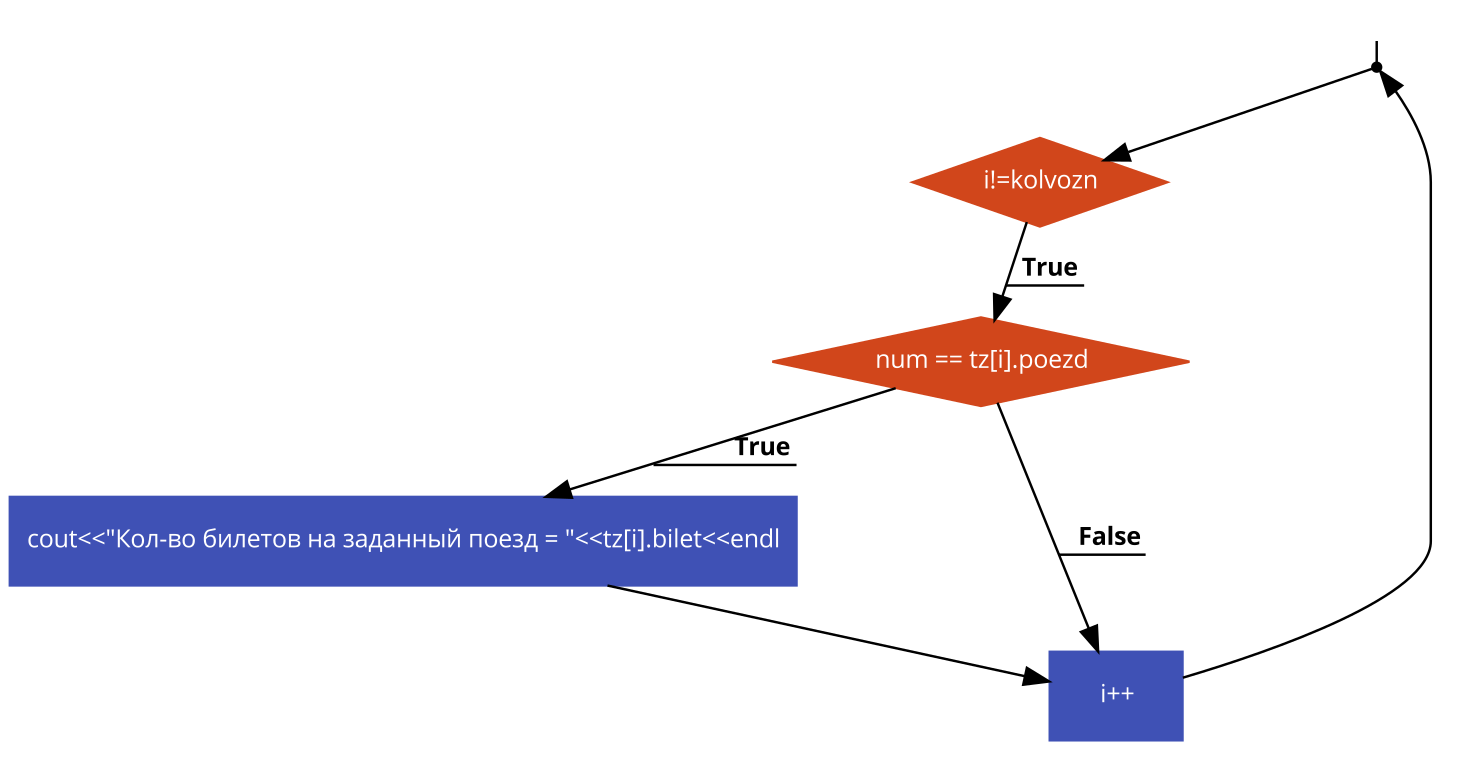 i!=kolvozn
True
num == tz[i].poezd
True
cout<<"Кол-во билетов на заданный поезд = "<<tz[i].bilet<<endl
False
i++